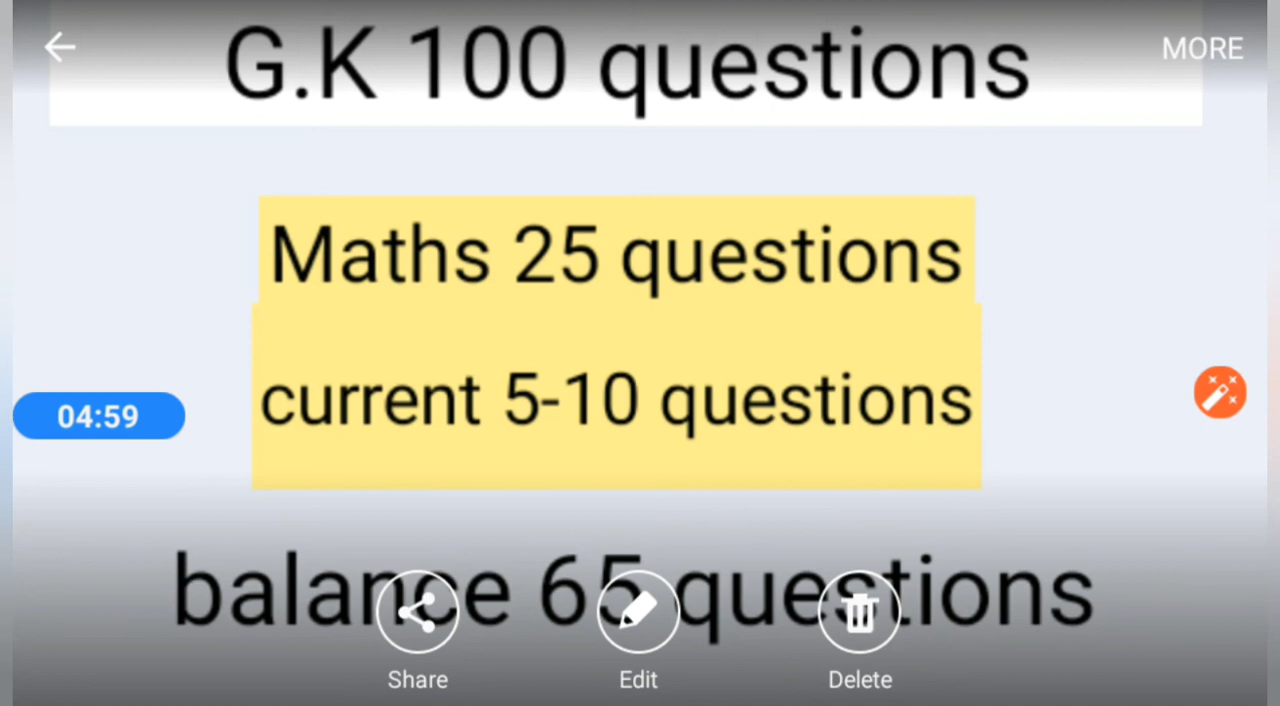 G.K 100 questions
MORE
Maths 25 questions
current 5-10 questions
04:59
balance 65 questions
Share
Edit
Delete